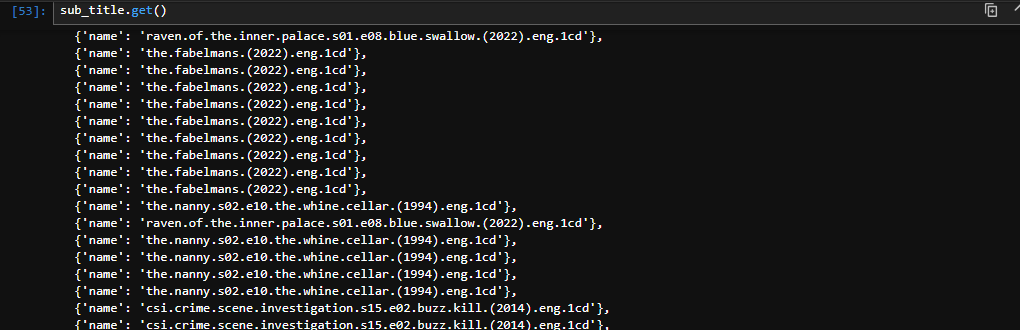 [53]: sub_title.get()
{'name': 'raven.of.the.inner.palace.s01.e08.blue.swallow.(2022).eng.1cd'},
{'name': 'the.fabelmans.(2022).eng.1cd'},
{'name': 'the.fabelmans.(2022).eng.1cd'},
{'name': 'the.fabelmans.(2022).eng.1cd'},
{'name': 'the.fabelmans.(2022).eng.1cd'},
{'name': 'the.fabelmans.(2022).eng.1cd'},
{'name': 'the.fabelmans.(2022).eng.1cd'},
{'name': 'the.fabelmans.(2022).eng.1cd'},
{'name': 'the.fabelmans.(2022).eng.1cd'},
{'name': 'the.fabelmans.(2022).eng.1cd'},
{'name': 'the.nanny.s02.e10.the.whine.cellar.(1994).eng.1cd'},
{'name': 'raven.of.the.inner.palace.s01.e08.blue.swallow.(2022).eng.1cd'},
{'name': 'the.nanny.s02.e10.the.whine.cellar.(1994).eng.1cd'},
{'name': 'the.nanny.s02.e10.the.whine.cellar.(1994).eng.1cd'},
{'name': 'the.nanny.s02.e10.the.whine.cellar.(1994).eng.1cd'},
{'name': 'the.nanny.s02.e10.the.whine.cellar.(1994).eng.1cd'},
{'name': 'csi.crime.scene.investigation.s15.e02.buzz.kill.(2014).eng.1cd'},
{'name': 'csi.crime.scene.investigation.s15.e02.buzz.kill.(2014).eng.1cd'},